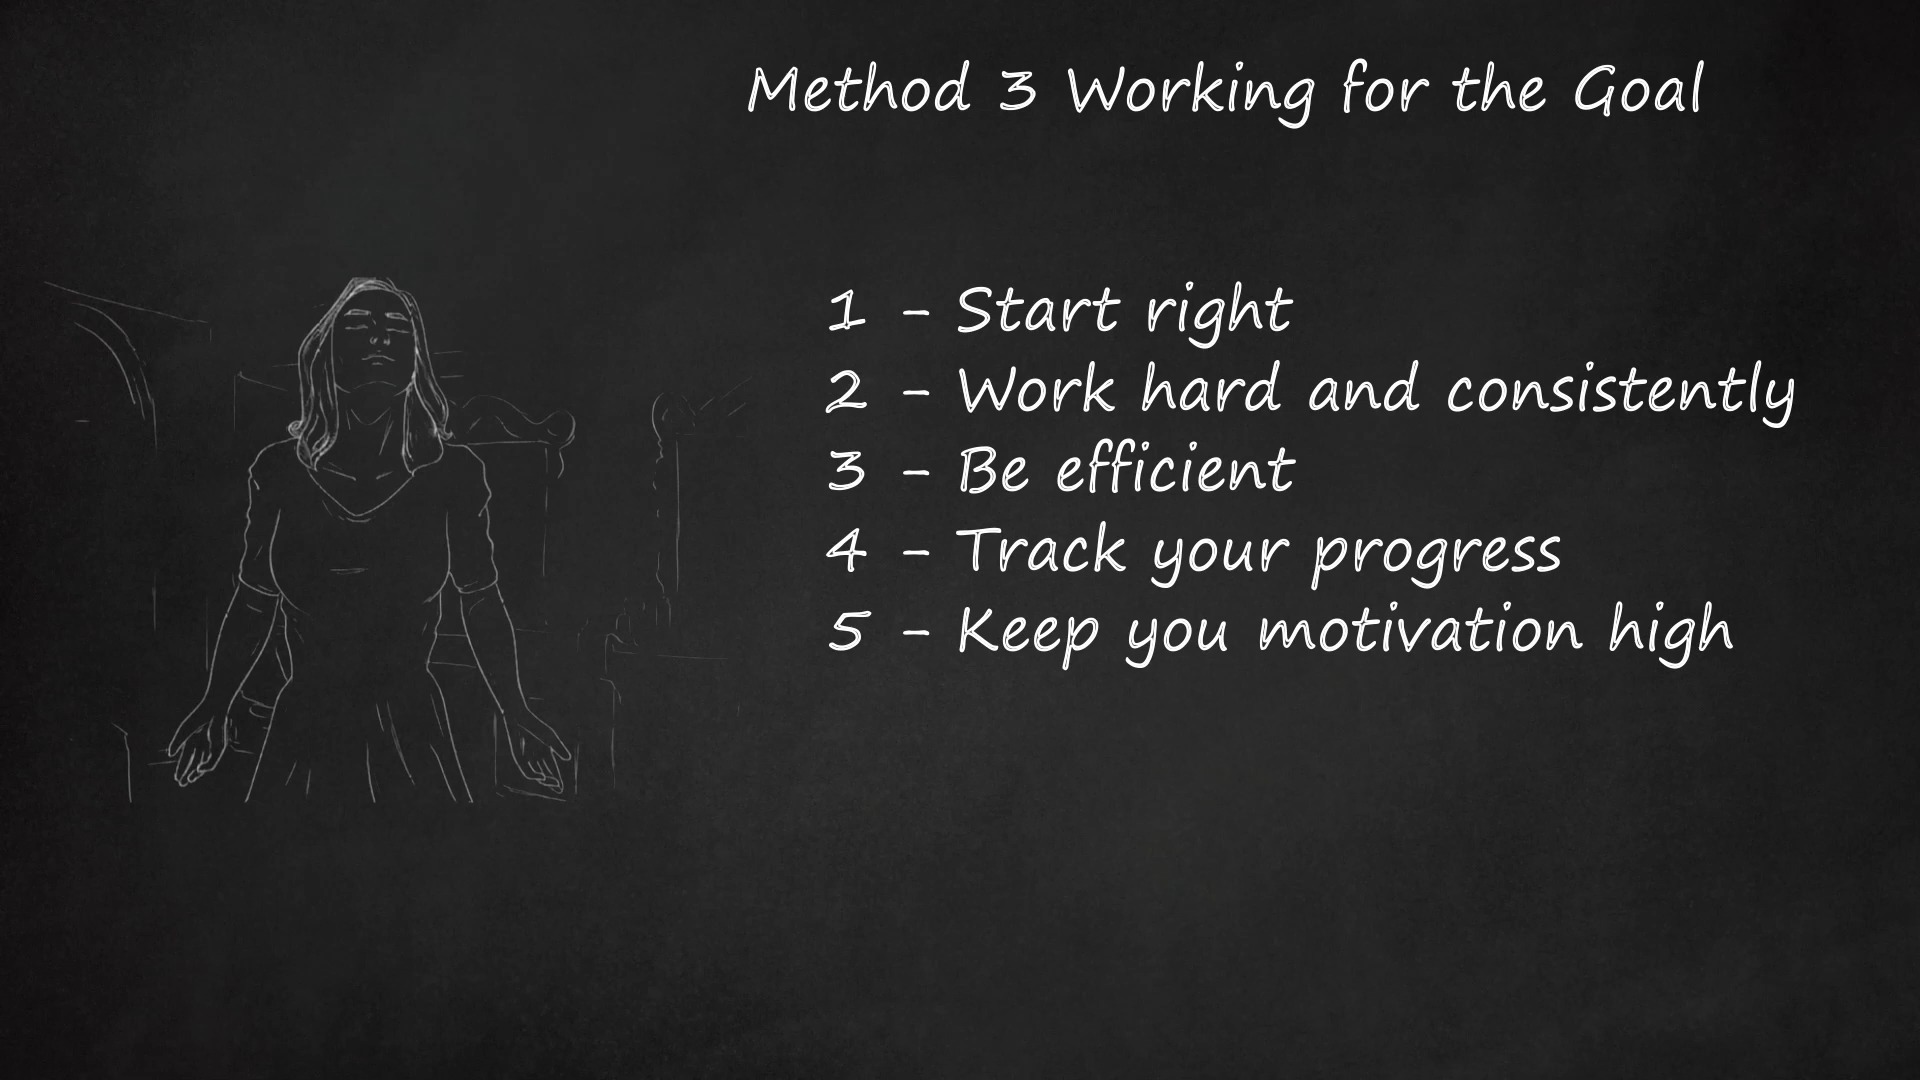 Method 3 Working for the Goal
1 - Start right
2 - Work hard and consistently
3 - Be efficient
4 - Track your progress
5 - Keep you motivation high